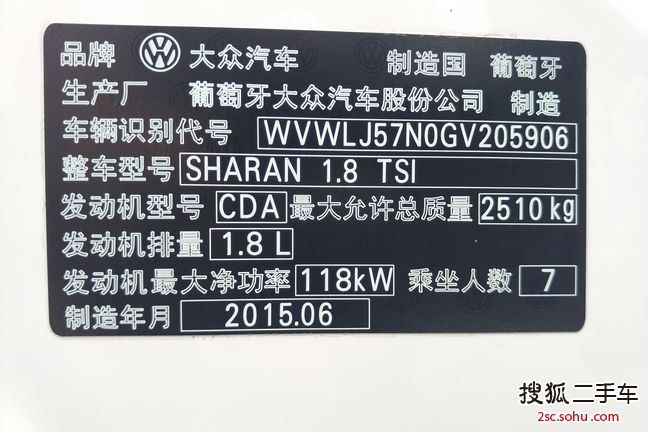 品牌 大众汽车 制造国 葡萄牙
生产厂 葡萄牙大众汽车股份公司 制造
车辆识别代号 WVWLJ57N0GV205906
整车型号 SHARAN 1.8 TSI
发动机型号 CDA 最大允许总质量 2510kg
发动机排量 1.8 L
发动机最大净功率 118kW 乘坐人数 7
制造年月 2015.06
搜狐二手车
2sc.sohu.com